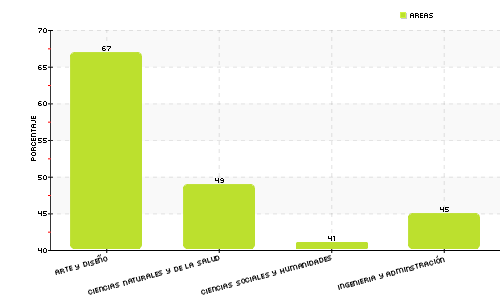 AREAS
70
65
60
55
50
45
40
PORCENTAJE
67
49
41
45
ARTE Y DISEÑO
CIENCIAS NATURALES Y DE LA SALUD
CIENCIAS SOCIALES Y HUMANIDADES
INGENIERIA Y ADMINSTRACIÓN